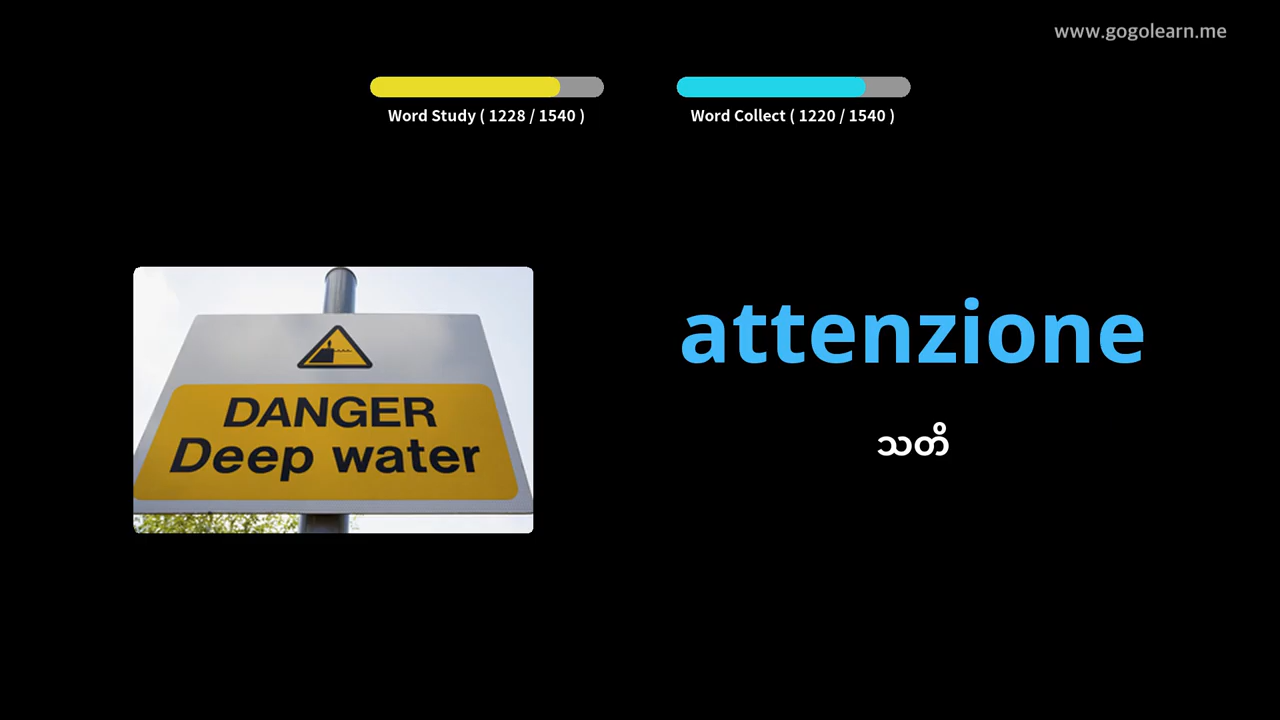 www.gogolearn.me
Word Study ( 1228 / 1540 )
Word Collect ( 1220 / 1540 )
DANGER
Deep water
attenzione
သတိ